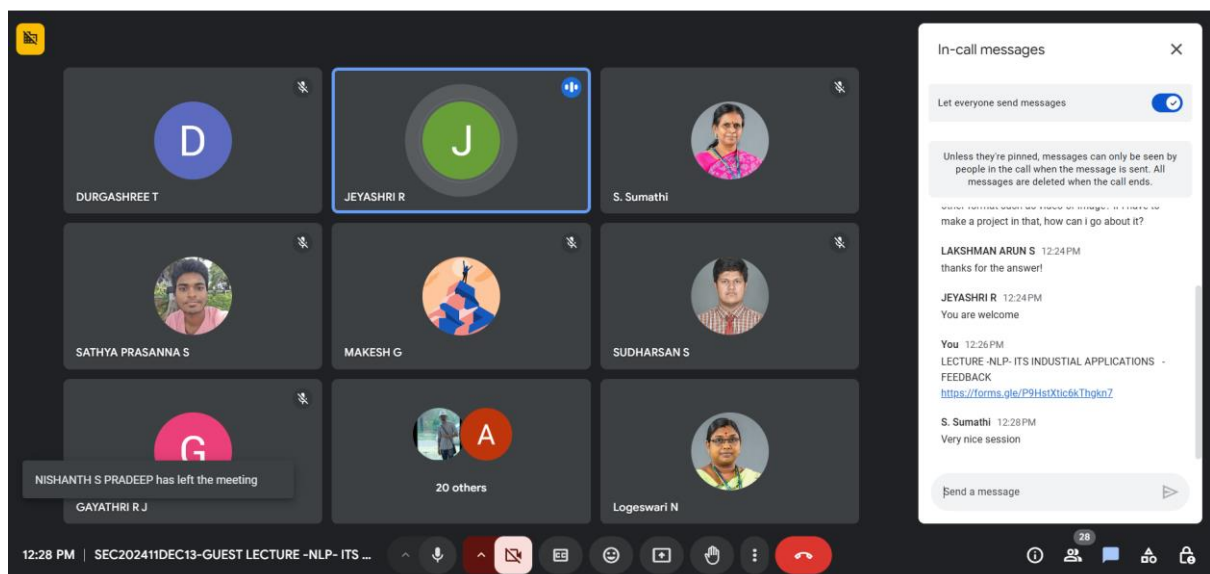 D
DURGASHREE T
J
JEYASHRI R
S. Sumathi
SATHYA PRASANNA S
MAKESH G
SUDHARSAN S
G
GAYATHRI R J
NISHANTH S PRADEEP has left the meeting
A
20 others
Logeswari N
12:28 PM | SEC202411DEC13-GUEST LECTURE -NLP- ITS ...
CC
28
In-call messages
Let everyone send messages
Unless they're pinned, messages can only be seen by
people in the call when the message is sent. All
messages are deleted when the call ends.
make a project in that, how can i go about it?
LAKSHMAN ARUN S 12:24 PM
thanks for the answer!
JEYASHRI R 12:24 PM
You are welcome
You 12:26 PM
LECTURE -NLP- ITS INDUSTIAL APPLICATIONS -
FEEDBACK
https://forms.gle/P9HstXtic6kThgkn7
S. Sumathi 12:28 PM
Very nice session
Send a message